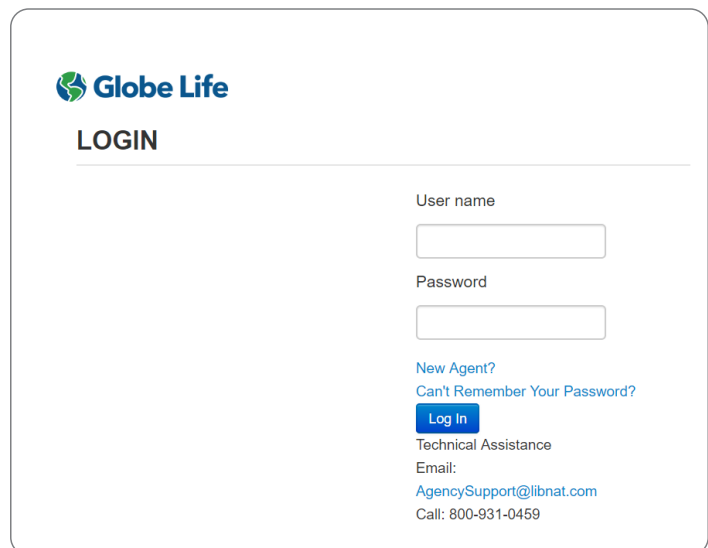 Globe Life
LOGIN
User name
Password
New Agent?
Can't Remember Your Password?
Log In
Technical Assistance
Email:
AgencySupport@libnat.com
Call: 800-931-0459